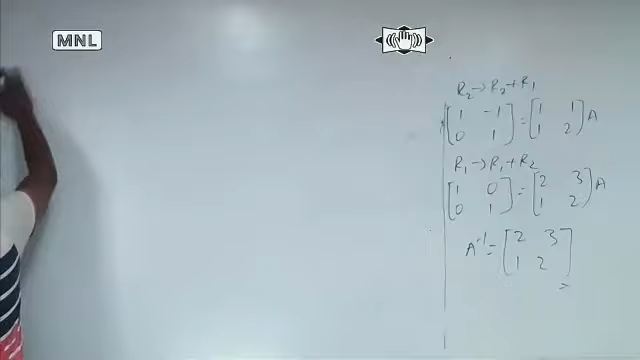 MNL
R₂→R₂+R₁
[1 -1; 0 1] = [1 1; 1 2] A
R₁→R₁+R₂
[1 0; 0 1] = [2 3; 1 2] A
A⁻¹ = [2 3; 1 2]